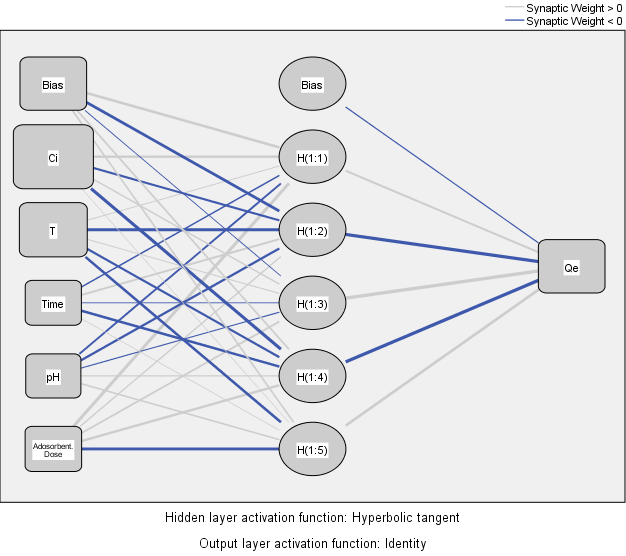 Synaptic Weight > 0
Synaptic Weight < 0
Bias
Bias
Ci
H(1:1)
T
H(1:2)
Qe
Time
H(1:3)
pH
H(1:4)
Adosorbent.
Dose
H(1:5)
Hidden layer activation function: Hyperbolic tangent
Output layer activation function: Identity